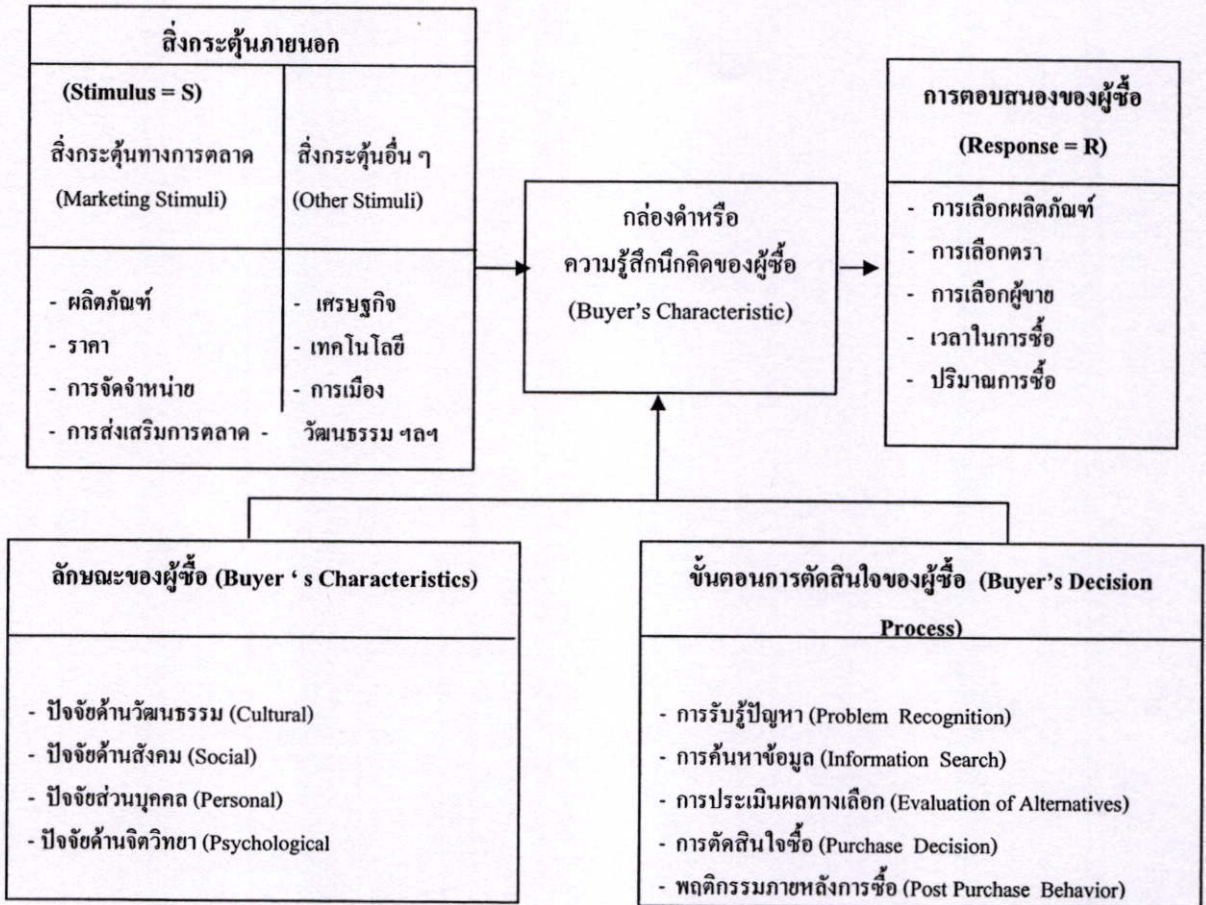 สิ่งกระตุ้นภายนอก
(Stimulus = S)
สิ่งกระตุ้นทางการตลาด
(Marketing Stimuli)
สิ่งกระตุ้นอื่น ๆ
(Other Stimuli)
- ผลิตภัณฑ์
- ราคา
- การจัดจำหน่าย
- การส่งเสริมการตลาด
- เศรษฐกิจ
- เทคโนโลยี
- การเมือง
- วัฒนธรรม ฯลฯ
กล่องคำหรือ
ความรู้สึกนึกคิดของผู้ซื้อ
(Buyer's Characteristic)
การตอบสนองของผู้ซื้อ
(Response = R)
- การเลือกผลิตภัณฑ์
- การเลือกตรา
- การเลือกผู้ขาย
- เวลาในการซื้อ
- ปริมาณการซื้อ
ลักษณะของผู้ซื้อ (Buyer ‘ s Characteristics)
- ปัจจัยด้านวัฒนธรรม (Cultural)
- ปัจจัยด้านสังคม (Social)
- ปัจจัยส่วนบุคคล (Personal)
- ปัจจัยด้านจิตวิทยา (Psychological
ขั้นตอนการตัดสินใจของผู้ซื้อ (Buyer's Decision
Process)
- การรับรู้ปัญหา (Problem Recognition)
- การค้นหาข้อมูล (Information Search)
- การประเมินผลทางเลือก (Evaluation of Alternatives)
- การตัดสินใจซื้อ (Purchase Decision)
- พฤติกรรมภายหลังการซื้อ (Post Purchase Behavior)